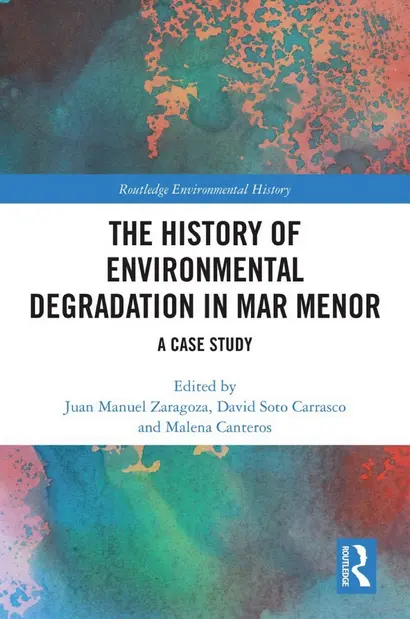 Routledge Environmental History
THE HISTORY OF
ENVIRONMENTAL
DEGRADATION IN MAR MENOR
A CASE STUDY
Edited by
Juan Manuel Zaragoza, David Soto Carrasco
and Malena Canteros
ROUTLEDGE